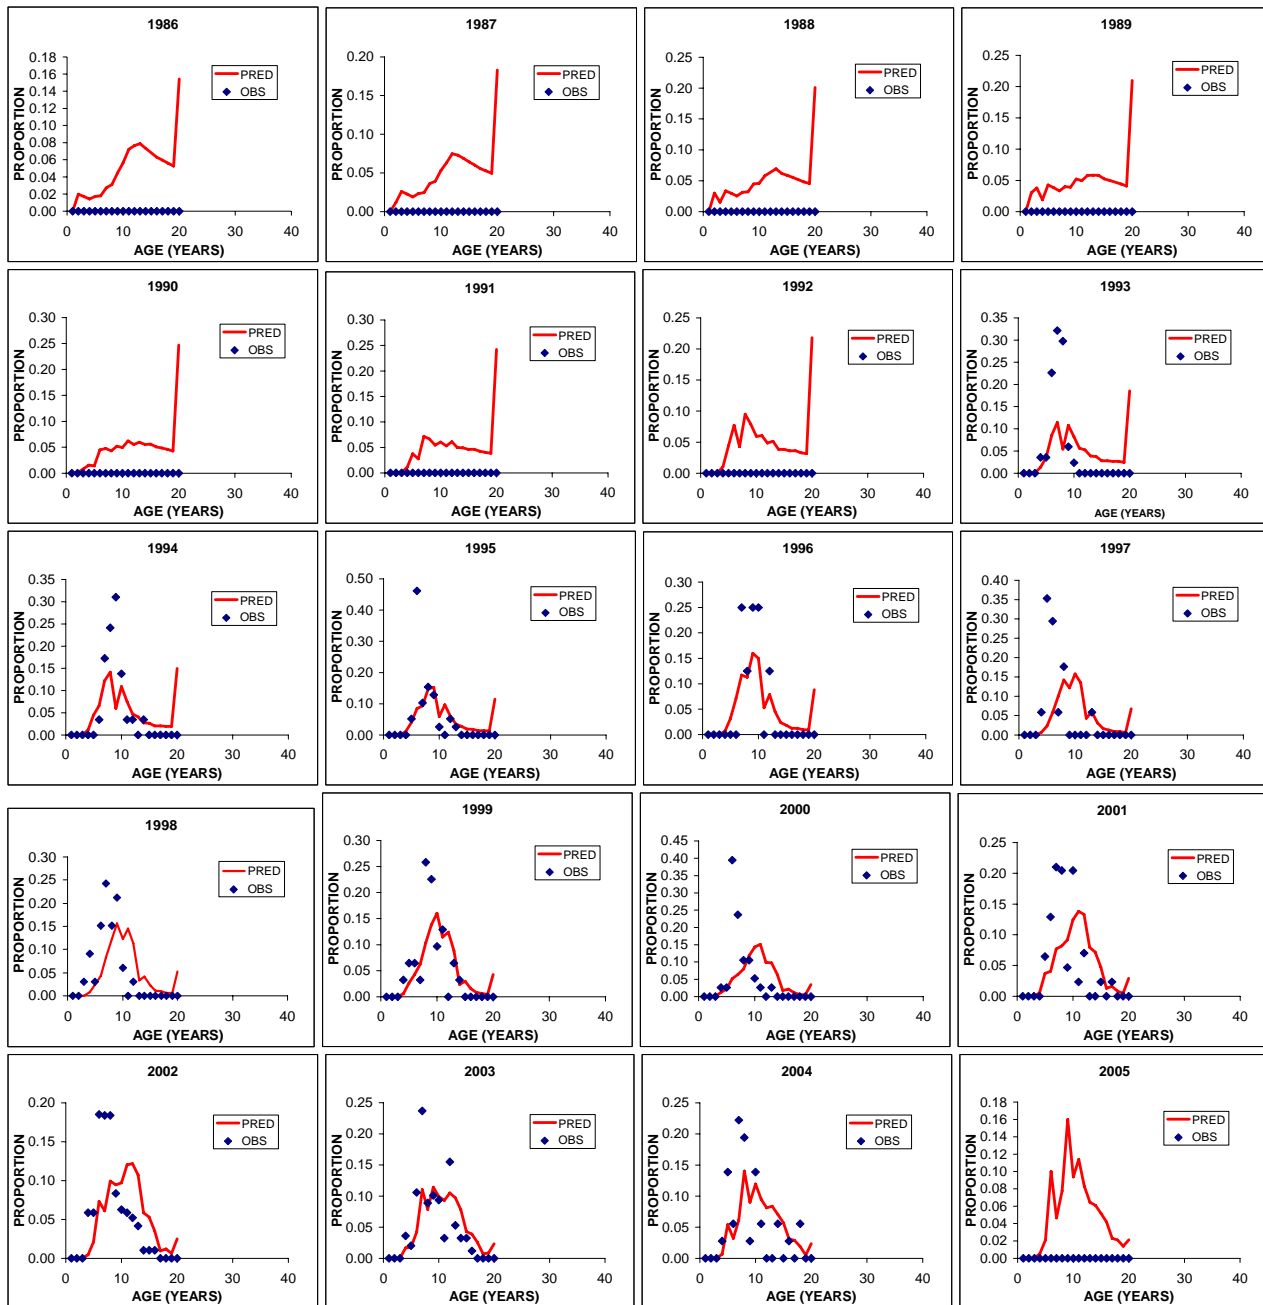 1986
PROPORTION
0.18
0.16
0.14
0.12
0.10
0.08
0.06
0.04
0.02
0.00
0 10 20 30 40
AGE (YEARS)
PRED
OBS
1987
PROPORTION
0.20
0.15
0.10
0.05
0.00
0 10 20 30 40
AGE (YEARS)
PRED
OBS
1988
PROPORTION
0.25
0.20
0.15
0.10
0.05
0.00
0 10 20 30 40
AGE (YEARS)
PRED
OBS
1989
PROPORTION
0.25
0.20
0.15
0.10
0.05
0.00
0 10 20 30 40
AGE (YEARS)
PRED
OBS
1990
PROPORTION
0.30
0.25
0.20
0.15
0.10
0.05
0.00
0 10 20 30 40
AGE (YEARS)
PRED
OBS
1991
PROPORTION
0.30
0.25
0.20
0.15
0.10
0.05
0.00
0 10 20 30 40
AGE (YEARS)
PRED
OBS
1992
PROPORTION
0.25
0.20
0.15
0.10
0.05
0.00
0 10 20 30 40
AGE (YEARS)
PRED
OBS
1993
PROPORTION
0.35
0.30
0.25
0.20
0.15
0.10
0.05
0.00
0 10 20 30 40
AGE (YEARS)
PRED
OBS
1994
PROPORTION
0.35
0.30
0.25
0.20
0.15
0.10
0.05
0.00
0 10 20 30 40
AGE (YEARS)
PRED
OBS
1995
PROPORTION
0.50
0.40
0.30
0.20
0.10
0.00
0 10 20 30 40
AGE (YEARS)
PRED
OBS
1996
PROPORTION
0.30
0.25
0.20
0.15
0.10
0.05
0.00
0 10 20 30 40
AGE (YEARS)
PRED
OBS
1997
PROPORTION
0.40
0.35
0.30
0.25
0.20
0.15
0.10
0.05
0.00
0 10 20 30 40
AGE (YEARS)
PRED
OBS
1998
PROPORTION
0.30
0.25
0.20
0.15
0.10
0.05
0.00
0 10 20 30 40
AGE (YEARS)
PRED
OBS
1999
PROPORTION
0.30
0.25
0.20
0.15
0.10
0.05
0.00
0 10 20 30 40
AGE (YEARS)
PRED
OBS
2000
PROPORTION
0.45
0.40
0.35
0.30
0.25
0.20
0.15
0.10
0.05
0.00
0 10 20 30 40
AGE (YEARS)
PRED
OBS
2001
PROPORTION
0.25
0.20
0.15
0.10
0.05
0.00
0 10 20 30 40
AGE (YEARS)
PRED
OBS
2002
PROPORTION
0.20
0.15
0.10
0.05
0.00
0 10 20 30 40
AGE (YEARS)
PRED
OBS
2003
PROPORTION
0.25
0.20
0.15
0.10
0.05
0.00
0 10 20 30 40
AGE (YEARS)
PRED
OBS
2004
PROPORTION
0.25
0.20
0.15
0.10
0.05
0.00
0 10 20 30 40
AGE (YEARS)
PRED
OBS
2005
PROPORTION
0.18
0.16
0.14
0.12
0.10
0.08
0.06
0.04
0.02
0.00
0 10 20 30 40
AGE (YEARS)
PRED
OBS